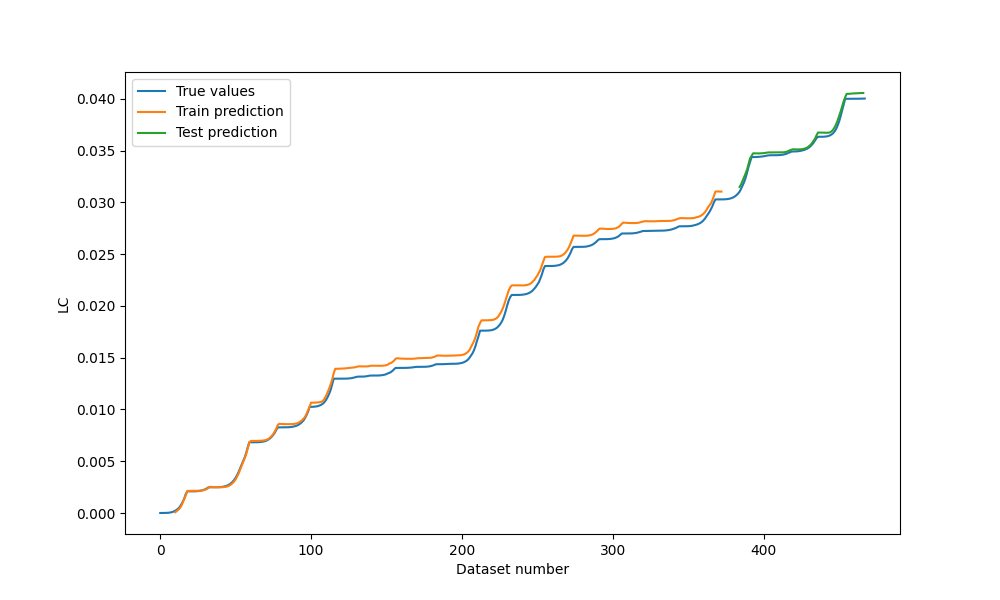 True values
Train prediction
Test prediction
0.040
0.035
0.030
0.025
0.020
0.015
0.010
0.005
0.000
LC
0 100 200 300 400
Dataset number